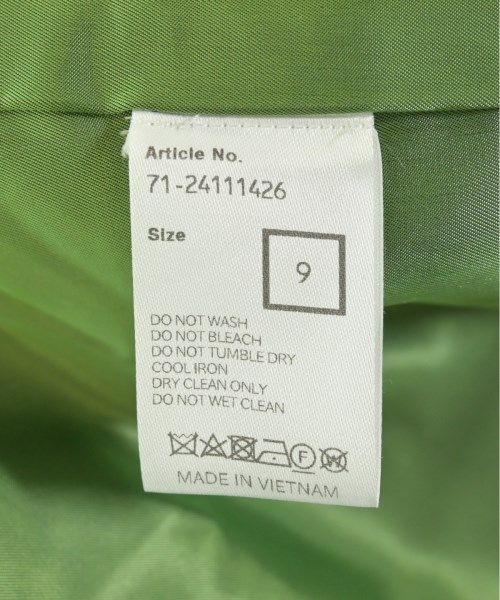 Article No.
71-24111426
Size
9
DO NOT WASH
DO NOT BLEACH
DO NOT TUMBLE DRY
COOL IRON
DRY CLEAN ONLY
DO NOT WET CLEAN
F W
MADE IN VIETNAM